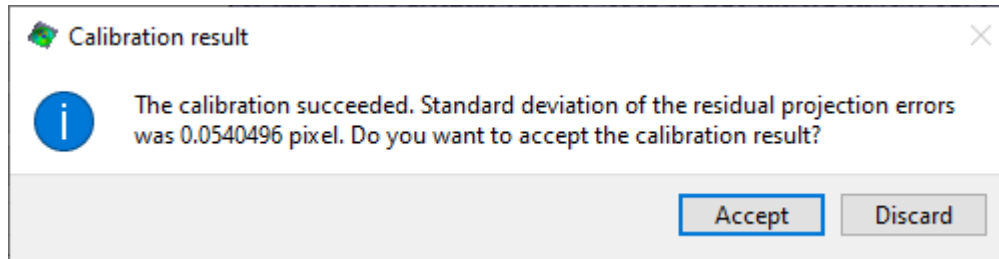 Calibration result
The calibration succeeded. Standard deviation of the residual projection errors
was 0.0540496 pixel. Do you want to accept the calibration result?
Accept Discard